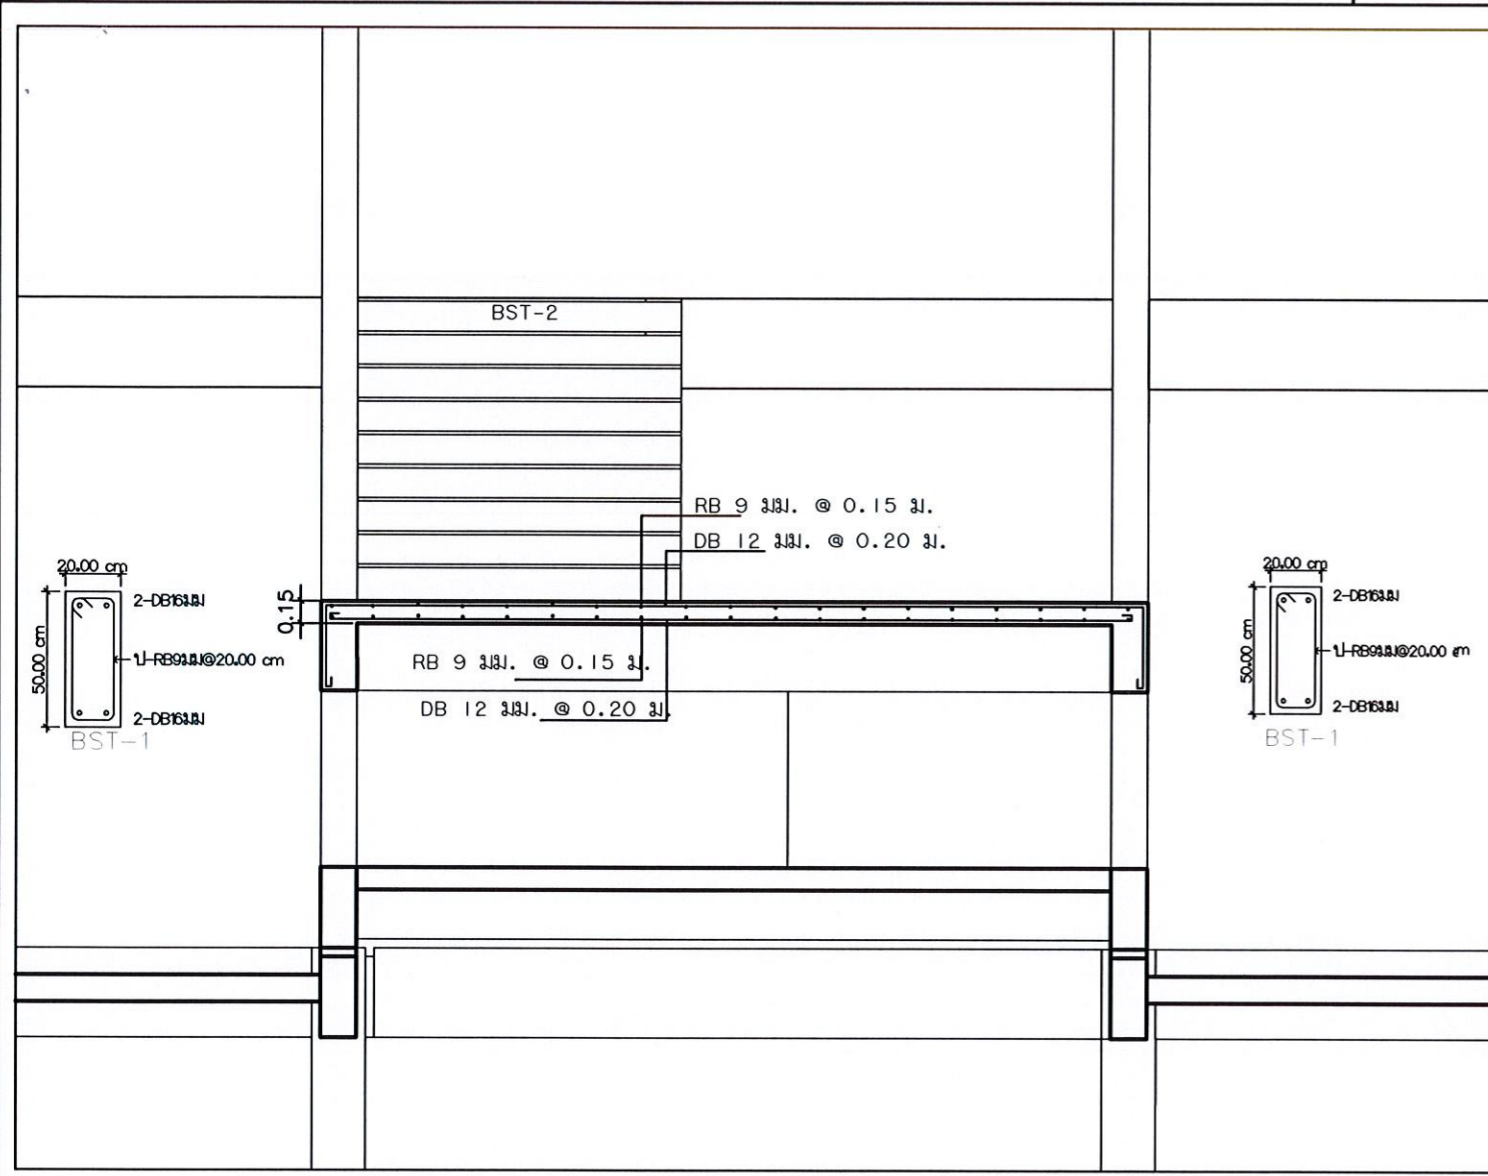 BST-2
RB 9 มม. @ 0.15 ม.
DB 12 มม. @ 0.20 ม.
20.00 cm
2-DB16มม
50.00 cm
ป-RB9มม@20.00 cm
2-DB16มม
BST-1
0.15
RB 9 มม. @ 0.15 ม.
DB 12 มม. @ 0.20 ม.
20.00 cm
2-DB16มม
50.00 cm
ป-RB9มม@20.00 cm
2-DB16มม
BST-1